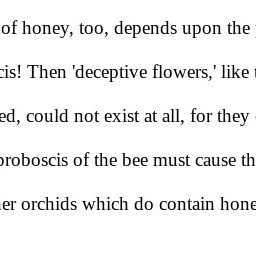 of honey, too, depends upon the
cis! Then 'deceptive flowers,' like
ed, could not exist at all, for they
proboscis of the bee must cause th
er orchids which do contain hone